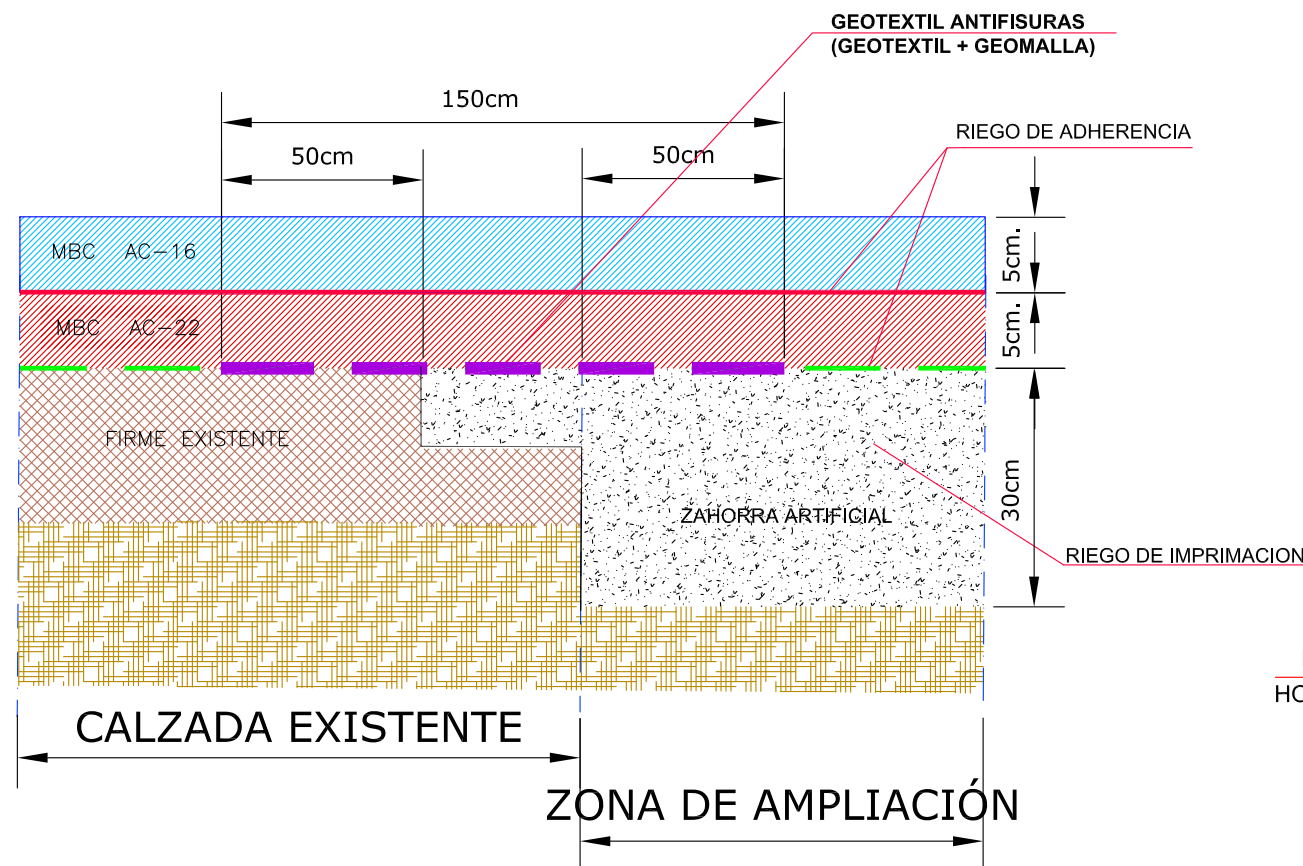 GEOTEXTIL ANTIFISURAS
(GEOTEXTIL + GEOMALLA)
150cm
RIEGO DE ADHERENCIA
50cm
50cm
MBC AC-16
5cm.
MBC AC-22
5cm.
FIRME EXISTENTE
30cm
ZAHORRA ARTIFICIAL
RIEGO DE IMPRIMACION
CALZADA EXISTENTE
ZONA DE AMPLIACIÓN